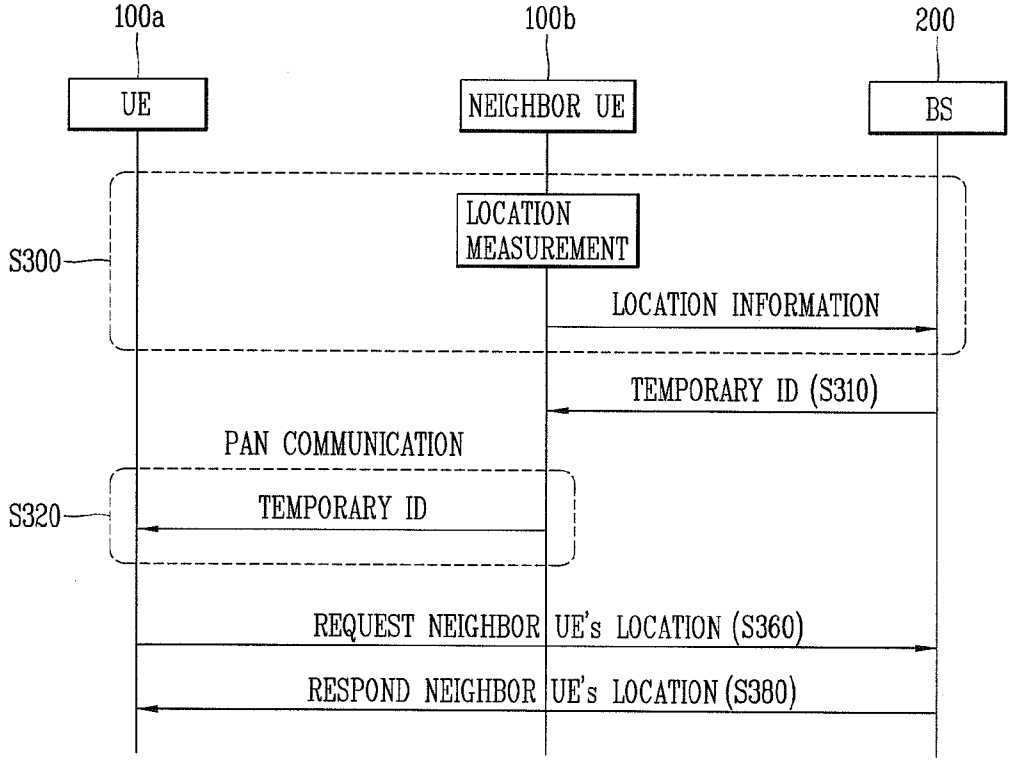 100a
100b
200
UE
NEIGHBOR UE
BS
LOCATION
MEASUREMENT
S300
LOCATION INFORMATION
TEMPORARY ID (S310)
PAN COMMUNICATION
S320
TEMPORARY ID
REQUEST NEIGHBOR UE's LOCATION (S360)
RESPOND NEIGHBOR UE's LOCATION (S380)